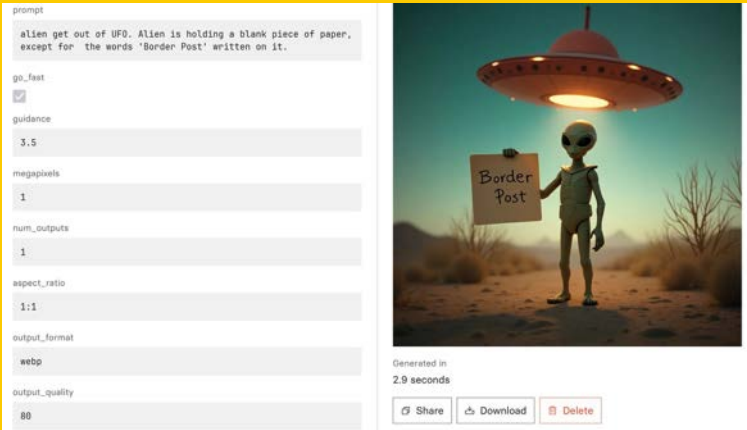 prompt
alien get out of UFO. Alien is holding a blank piece of paper,
except for  the words 'Border Post' written on it.
go_fast
guidance
3.5
megapixels
1
num_outputs
1
aspect_ratio
1:1
output_format
webp
output_quality
80
Border
Post
Generated in
2.9 seconds
Share
Download
Delete